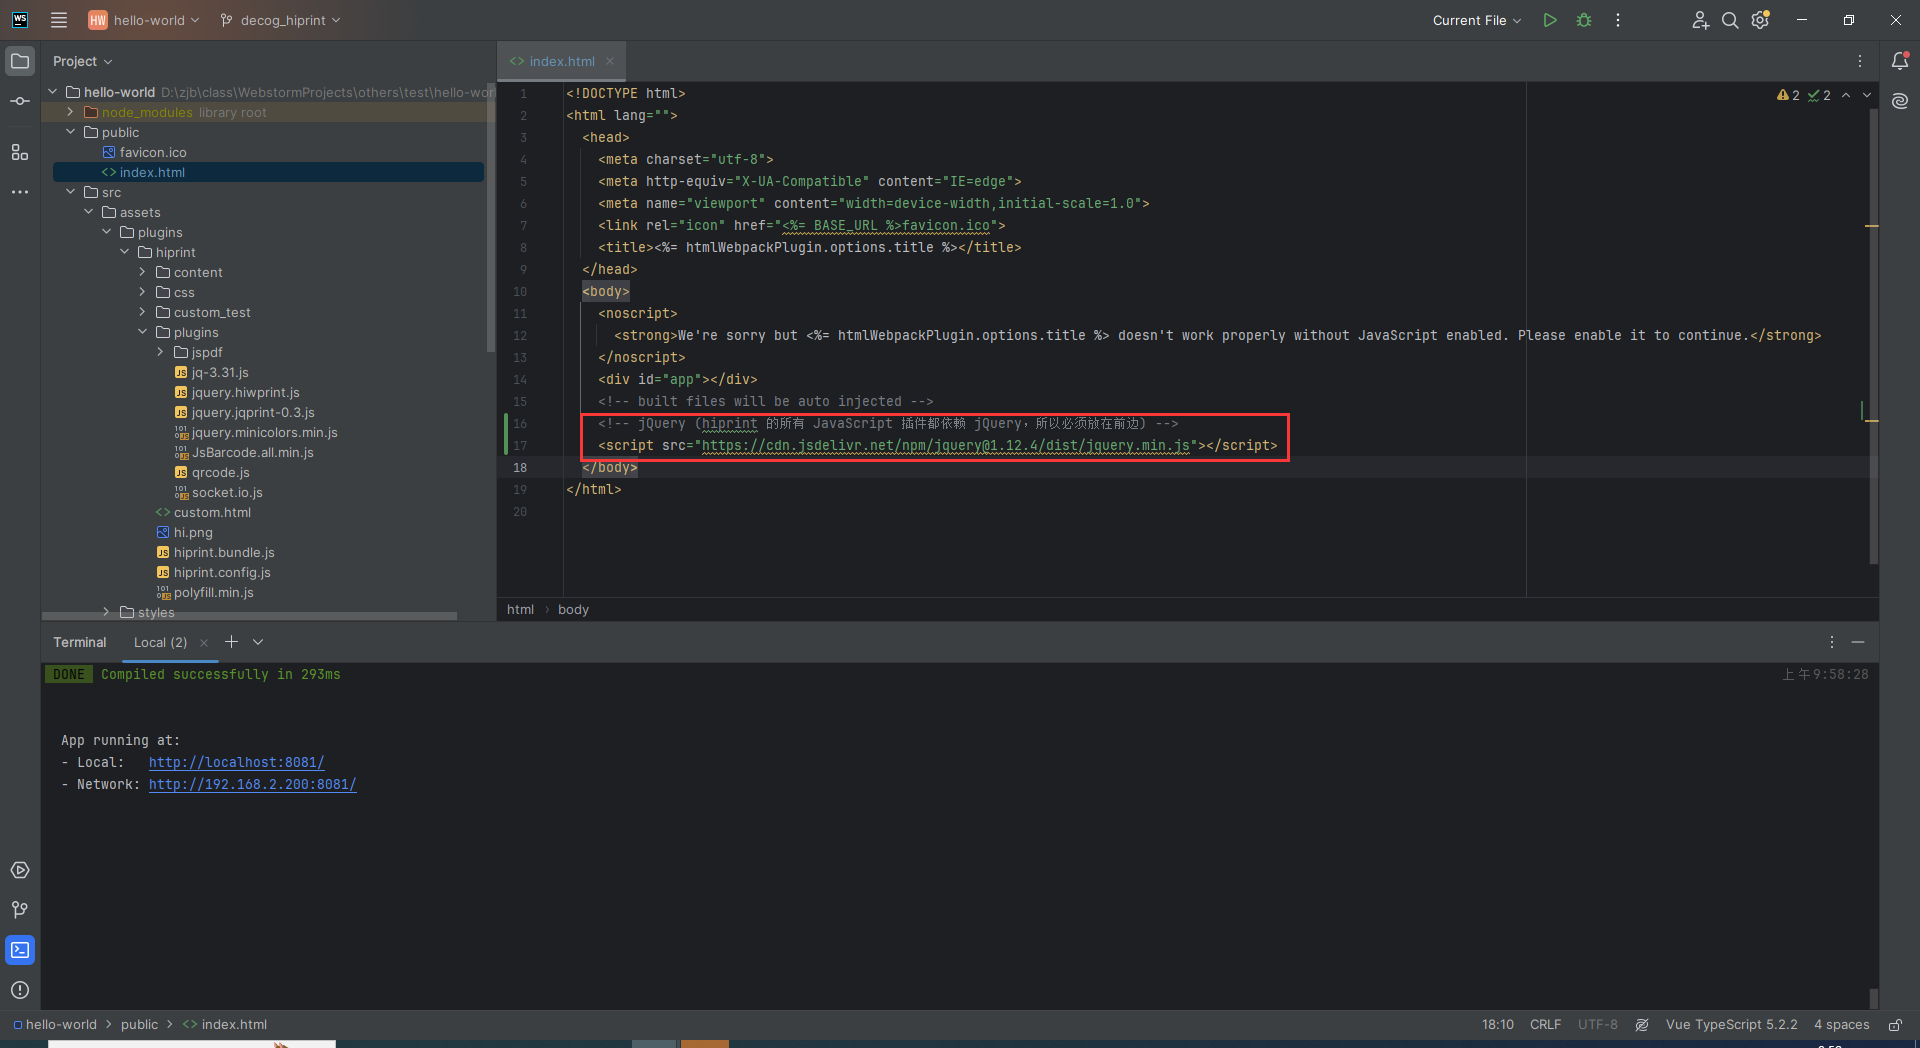 WS
HW hello-world decog_hiprint Current File
Project index.html
hello-world D:\zjb\class\WebstormProjects\others\test\hello-wor
node_modules library root
public
favicon.ico
index.html
src
assets
plugins
hiprint
content
css
custom_test
plugins
jspdf
jq-3.31.js
jquery.hiwprint.js
jquery.jqprint-0.3.js
jquery.minicolors.min.js
JsBarcode.all.min.js
qrcode.js
socket.io.js
custom.html
hi.png
hiprint.bundle.js
hiprint.config.js
polyfill.min.js
styles
2 2
1 <!DOCTYPE html>
2 <html lang="">
3 <head>
4 <meta charset="utf-8">
5 <meta http-equiv="X-UA-Compatible" content="IE=edge">
6 <meta name="viewport" content="width=device-width,initial-scale=1.0">
7 <link rel="icon" href="<%= BASE_URL %>favicon.ico">
8 <title><%= htmlWebpackPlugin.options.title %></title>
9 </head>
10 <body>
11 <noscript>
12 <strong>We're sorry but <%= htmlWebpackPlugin.options.title %> doesn't work properly without JavaScript enabled. Please enable it to continue.</strong>
13 </noscript>
14 <div id="app"></div>
15 <!-- built files will be auto injected -->
16 <!-- jQuery (hiprint 的所有 JavaScript 插件都依赖 jQuery，所以必须放在前边) -->
17 <script src="https://cdn.jsdelivr.net/npm/jquery@1.12.4/dist/jquery.min.js"></script>
18 </body>
19 </html>
20
html › body
Terminal Local (2)
DONE Compiled successfully in 293ms 上午9:58:28
App running at:
- Local: http://localhost:8081/
- Network: http://192.168.2.200:8081/
hello-world > public > index.html 18:10 CRLF UTF-8 Vue TypeScript 5.2.2 4 spaces